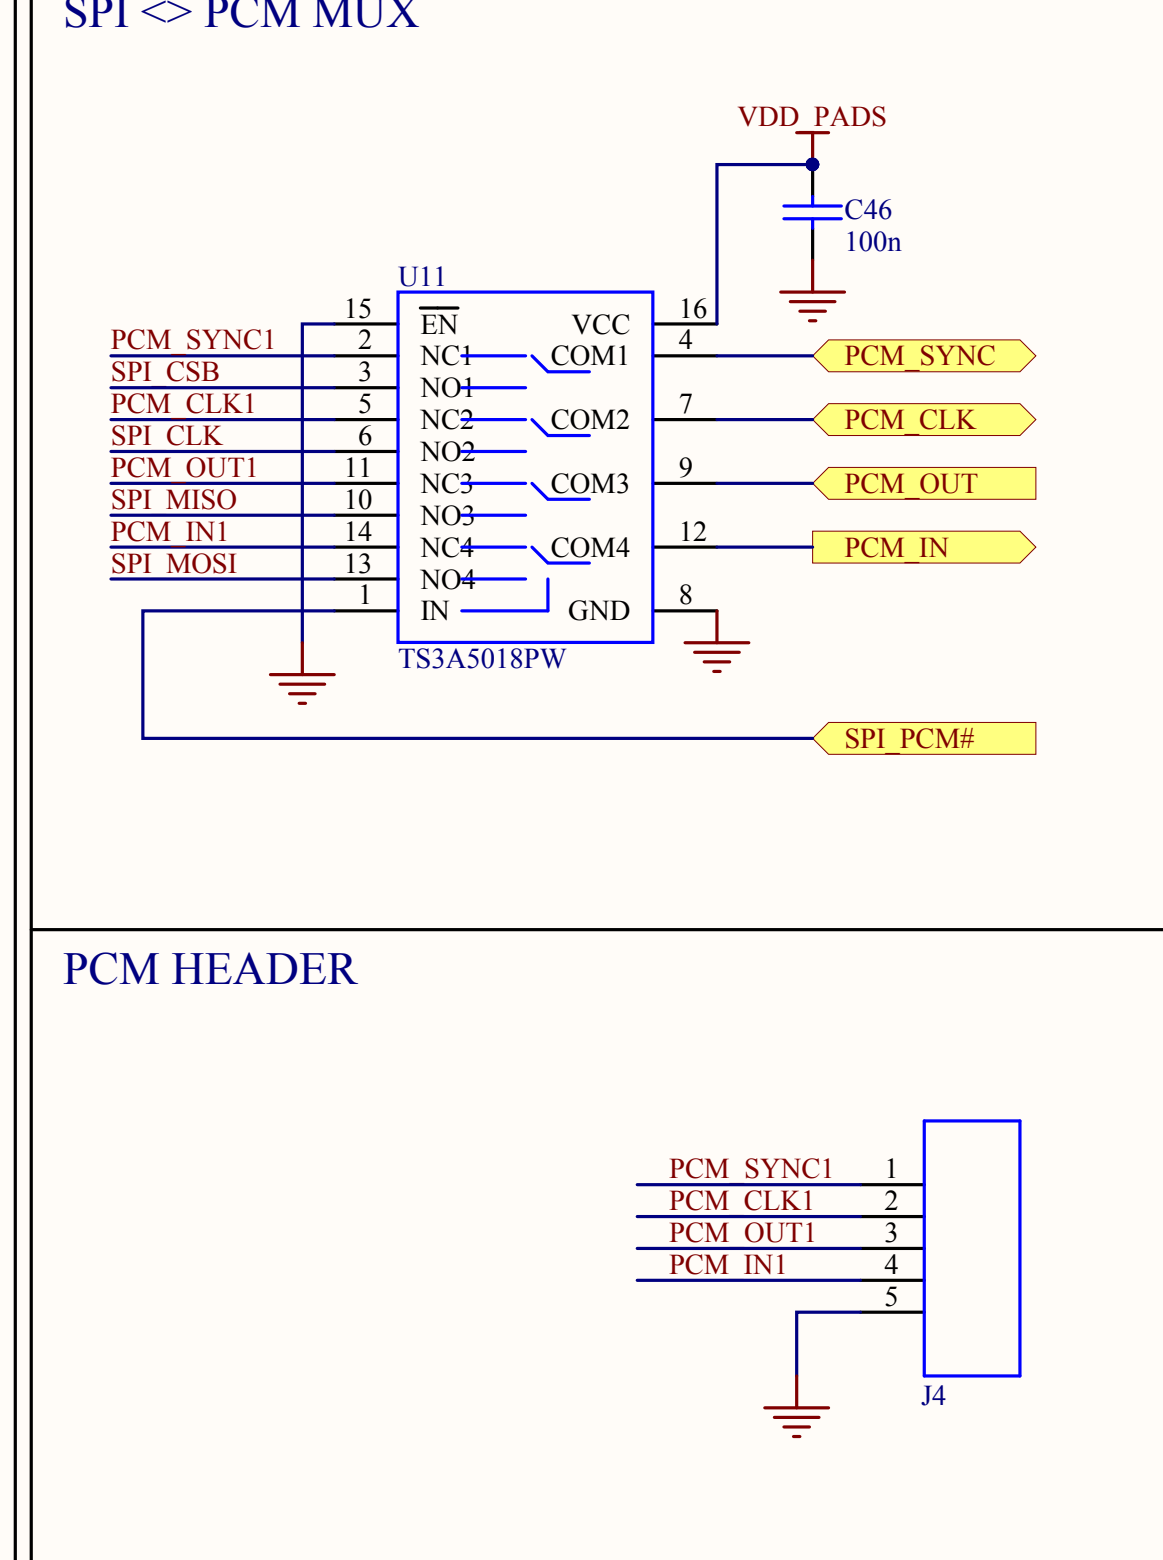 SPI <> PCM MUX
VDD_PADS
C46
100n
U11
15 EN VCC 16
PCM_SYNC1 2 NC1 COM1 4 PCM_SYNC
SPI_CSB 3 NO1
PCM_CLK1 5 NC2 COM2 7 PCM_CLK
SPI_CLK 6 NO2
PCM_OUT1 11 NC3 COM3 9 PCM_OUT
SPI_MISO 10 NO3
PCM_IN1 14 NC4 COM4 12 PCM_IN
SPI_MOSI 13 NO4
1 IN GND 8
TS3A5018PW
SPI_PCM#
PCM HEADER
PCM_SYNC1 1
PCM_CLK1 2
PCM_OUT1 3
PCM_IN1 4
5
J4